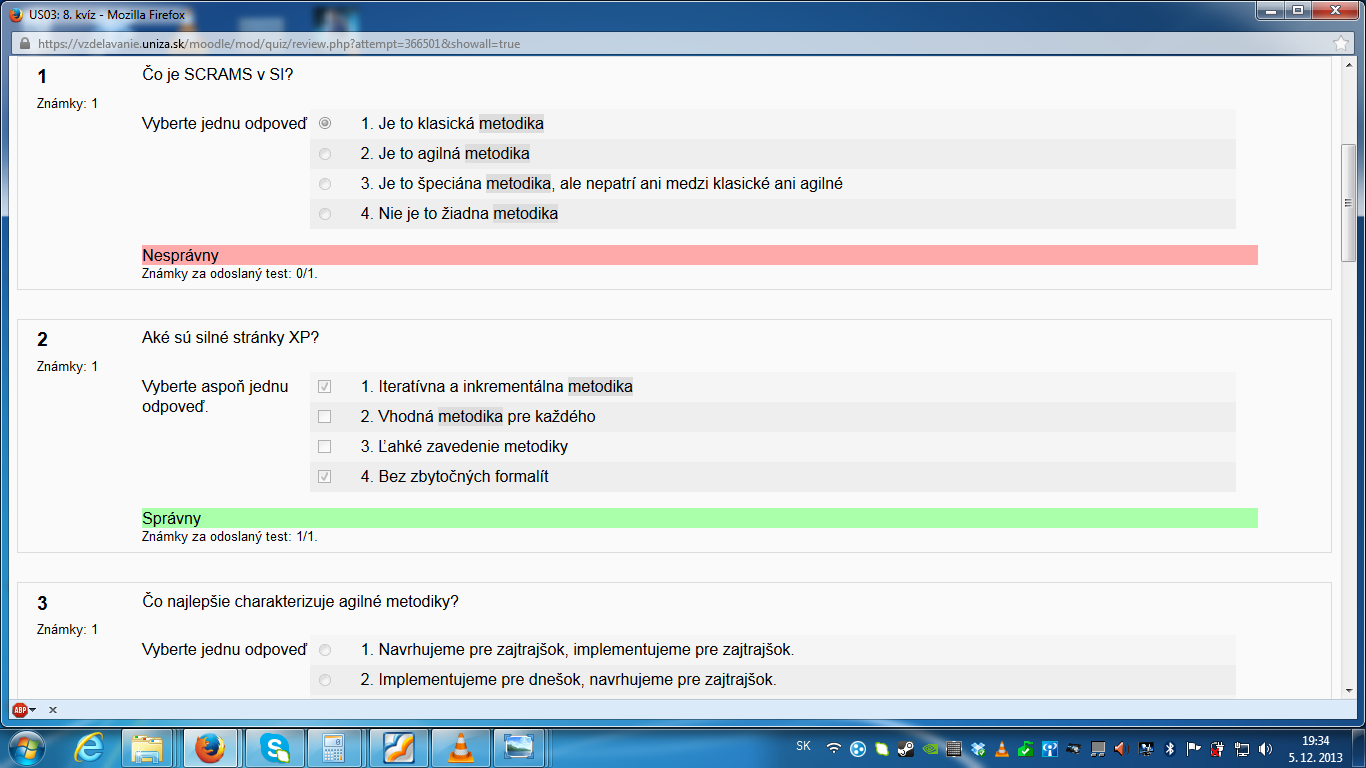 US03: 8. kvíz - Mozilla Firefox
https://vzdelavanie.uniza.sk/moodle/mod/quiz/review.php?attempt=366501&showall=true
1
Čo je SCRAMS v SI?
Známky: 1
Vyberte jednu odpoveď
1. Je to klasická metodika
2. Je to agilná metodika
3. Je to špeciána metodika, ale nepatrí ani medzi klasické ani agilné
4. Nie je to žiadna metodika
Nesprávny
Známky za odoslaný test: 0/1.
2
Aké sú silné stránky XP?
Známky: 1
Vyberte aspoň jednu
odpoveď.
1. Iteratívna a inkrementálna metodika
2. Vhodná metodika pre každého
3. Ľahké zavedenie metodiky
4. Bez zbytočných formalít
Správny
Známky za odoslaný test: 1/1.
3
Čo najlepšie charakterizuje agilné metodiky?
Známky: 1
Vyberte jednu odpoveď
1. Navrhujeme pre zajtrajšok, implementujeme pre zajtrajšok.
2. Implementujeme pre dnešok, navrhujeme pre zajtrajšok.
ABP
SK
19:34
5. 12. 2013